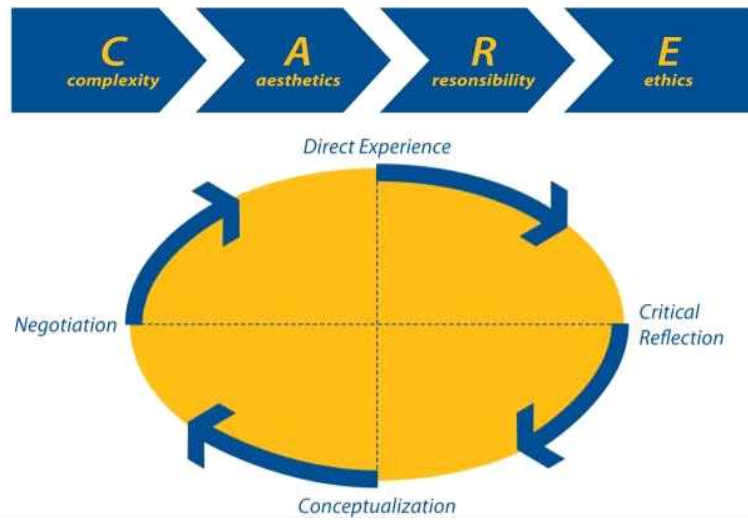 C A R E
complexity aesthetics resonsibility ethics
Direct Experience
Negotiation
Critical
Reflection
Conceptualization